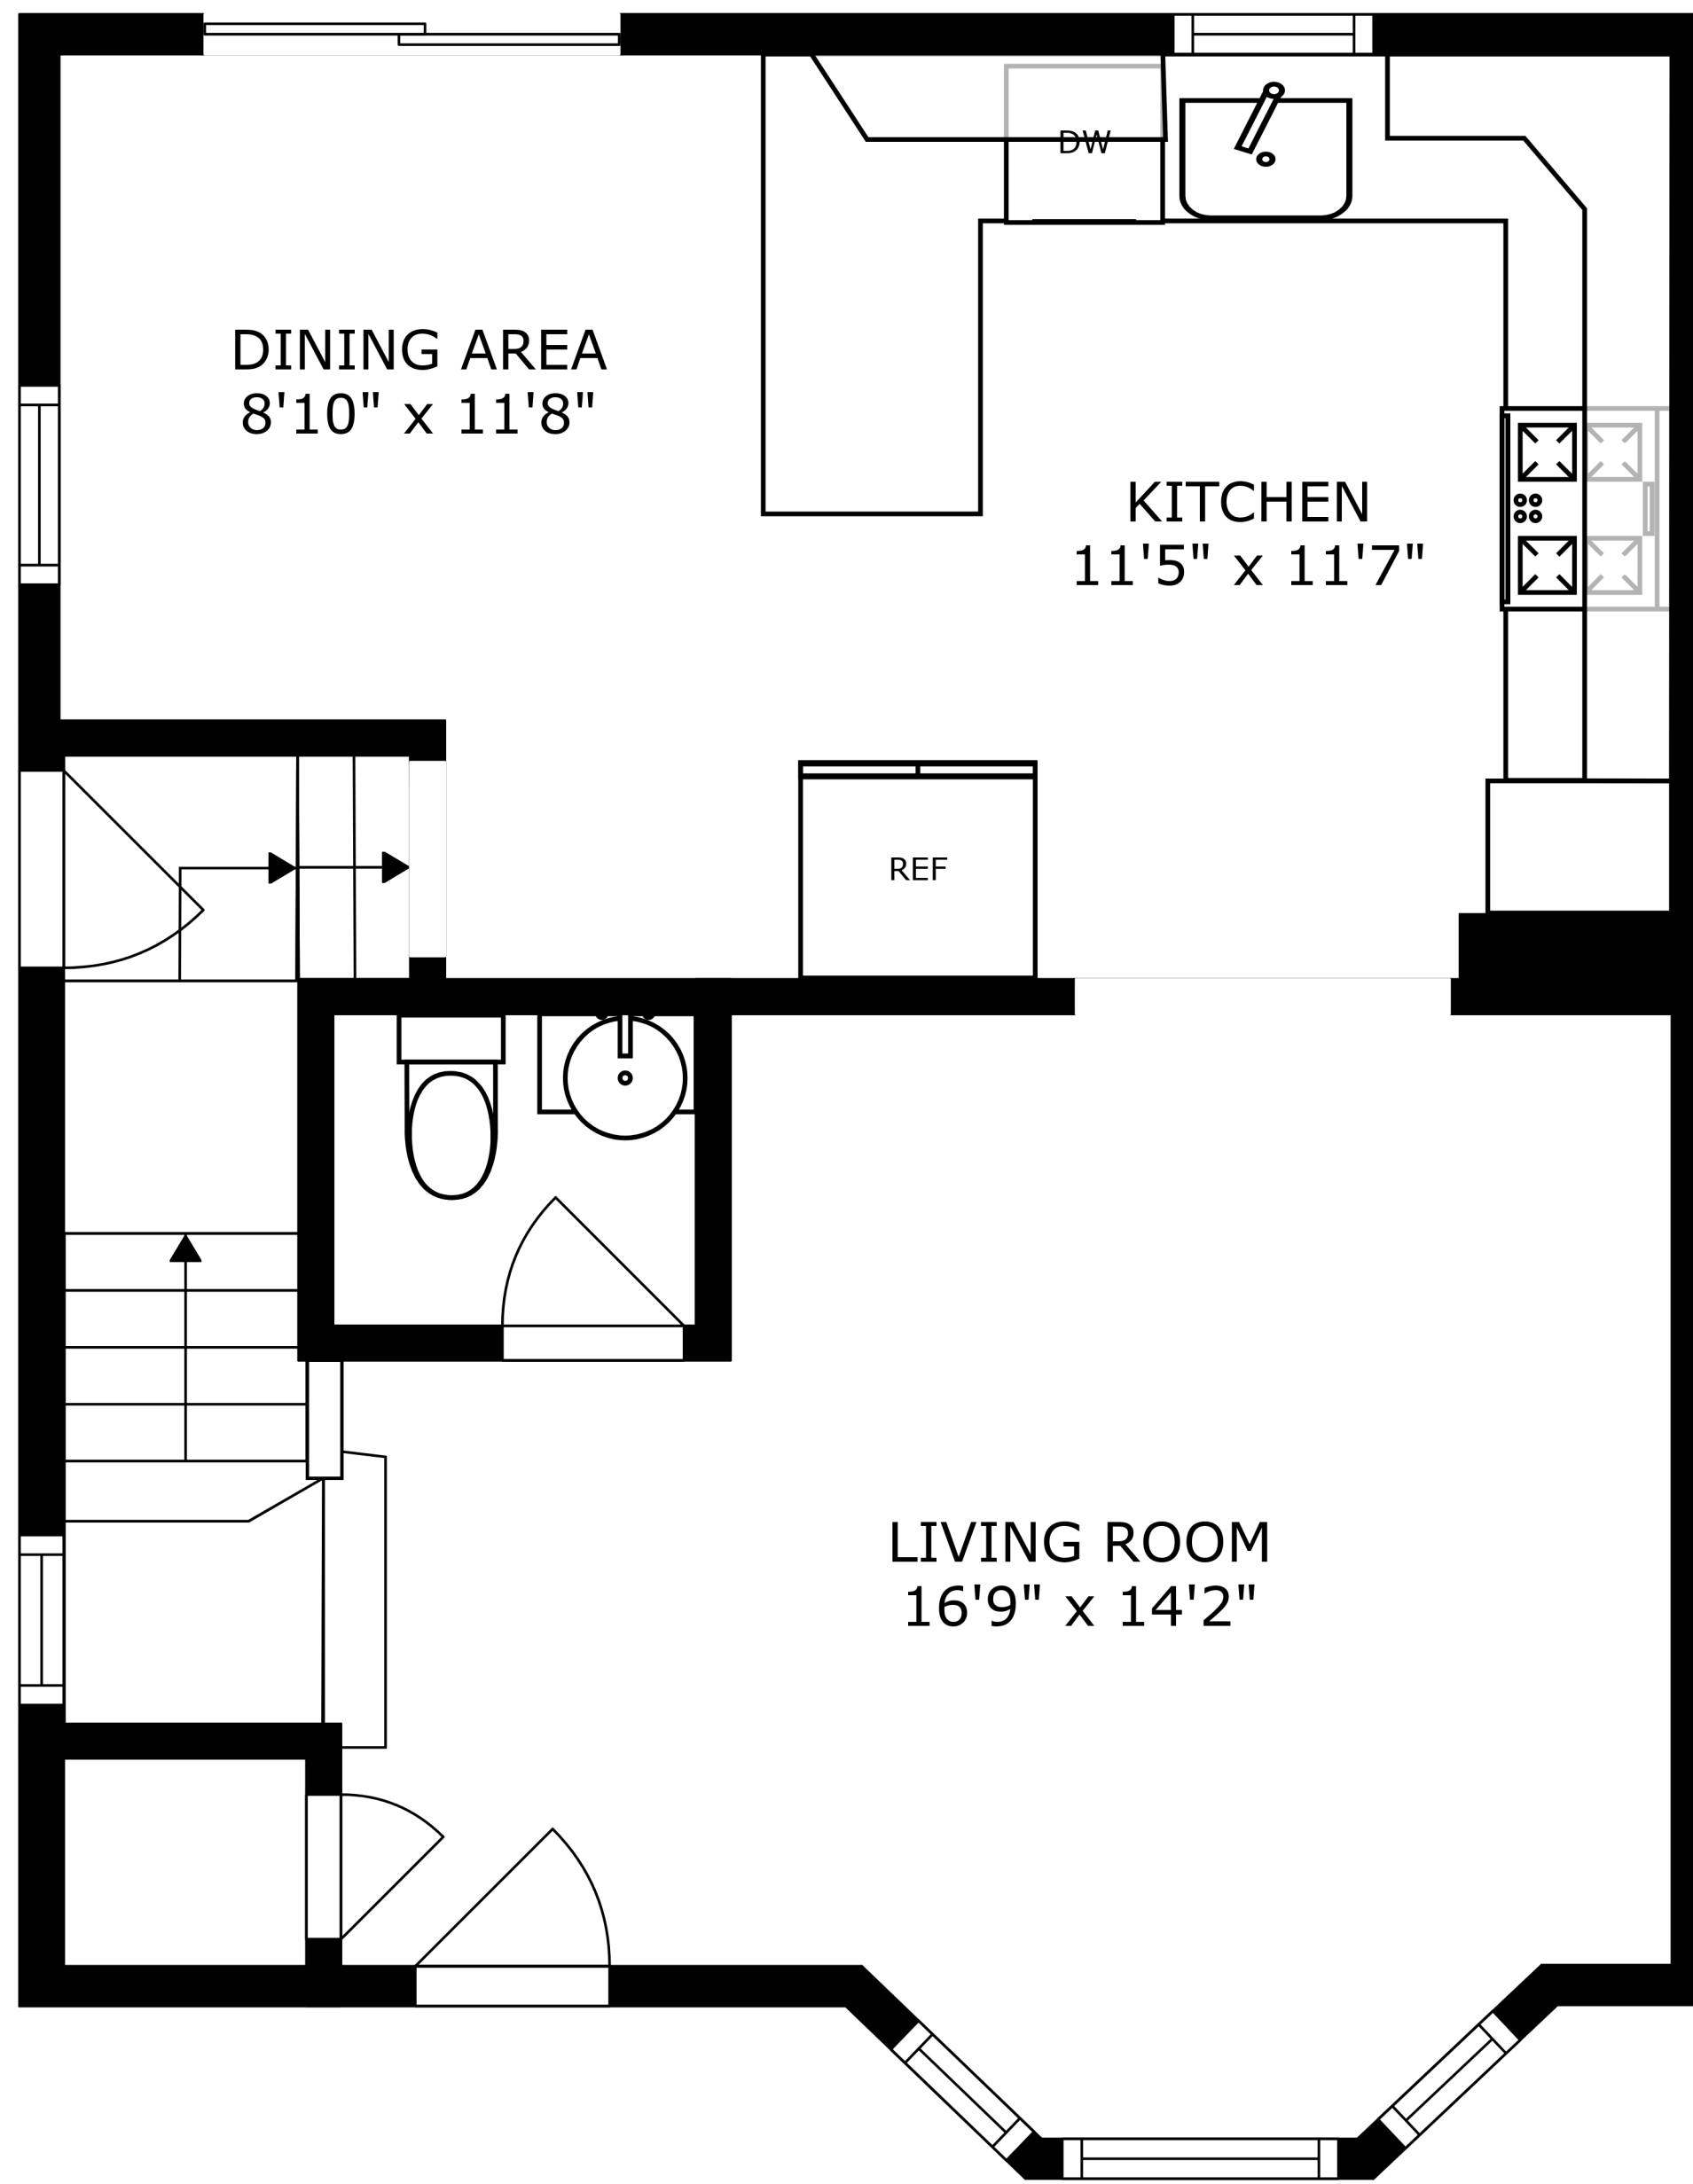 DW
DINING AREA
8'10" x 11'8"
KITCHEN
11'5" x 11'7"
REF
LIVING ROOM
16'9" x 14'2"